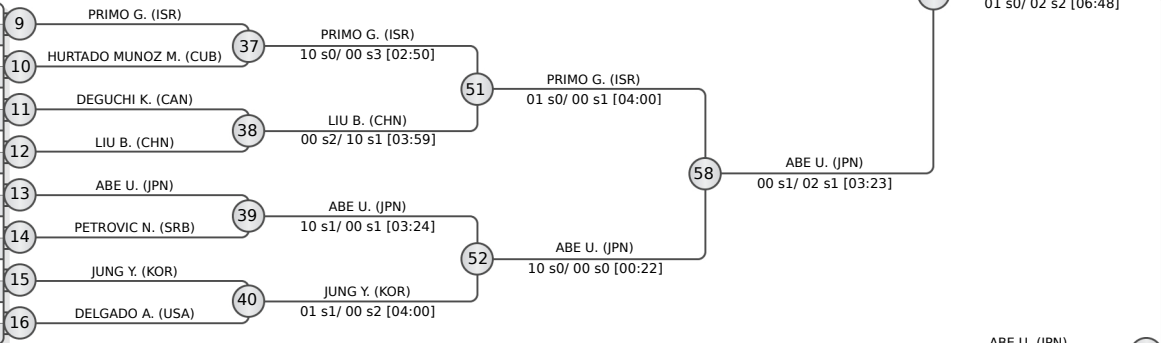 01 s0/ 02 s2 [06:48]
9
PRIMO G. (ISR)
10
HURTADO MUNOZ M. (CUB)
37
PRIMO G. (ISR)
10 s0/ 00 s3 [02:50]
11
DEGUCHI K. (CAN)
12
LIU B. (CHN)
38
LIU B. (CHN)
00 s2/ 10 s1 [03:59]
51
PRIMO G. (ISR)
01 s0/ 00 s1 [04:00]
13
ABE U. (JPN)
14
PETROVIC N. (SRB)
39
ABE U. (JPN)
10 s1/ 00 s1 [03:24]
15
JUNG Y. (KOR)
16
DELGADO A. (USA)
40
JUNG Y. (KOR)
01 s1/ 00 s2 [04:00]
52
ABE U. (JPN)
10 s0/ 00 s0 [00:22]
58
ABE U. (JPN)
00 s1/ 02 s1 [03:23]
ABE U. (JPN)